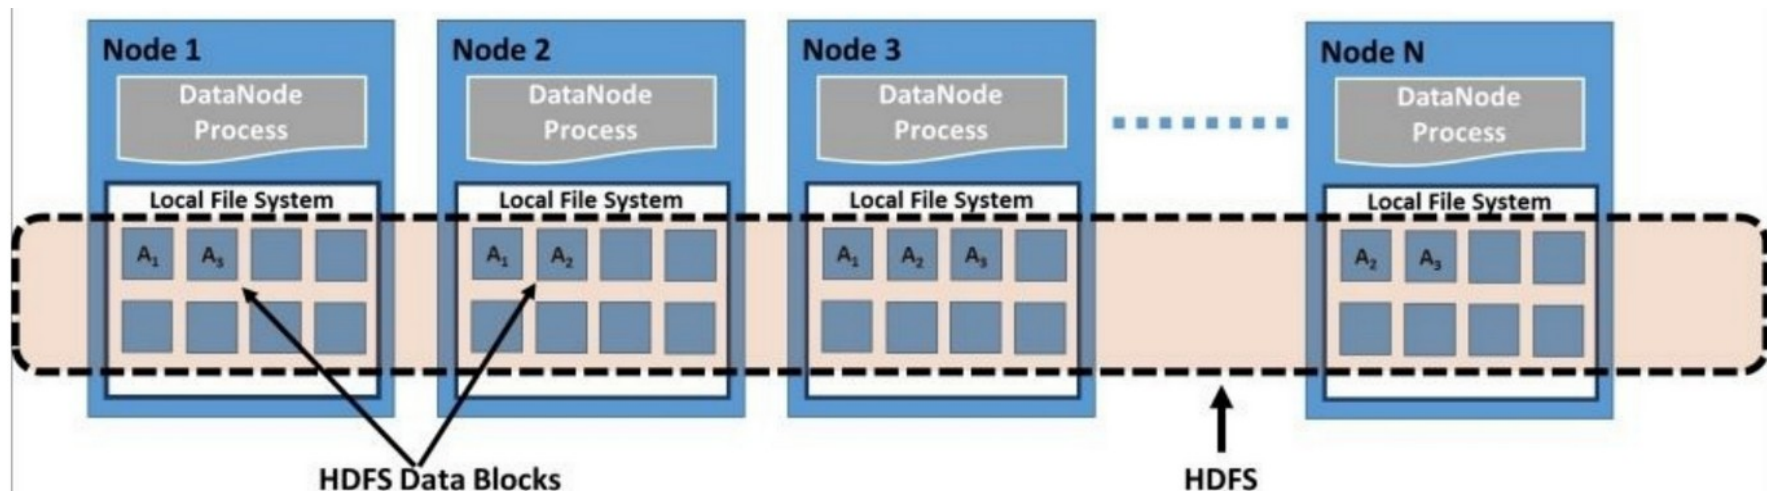 Node 1
DataNode
Process
Local File System
A₁ A₃
Node 2
DataNode
Process
Local File System
A₁ A₂
Node 3
DataNode
Process
Local File System
A₁ A₂ A₃
Node N
DataNode
Process
Local File System
A₂ A₃
HDFS Data Blocks
HDFS